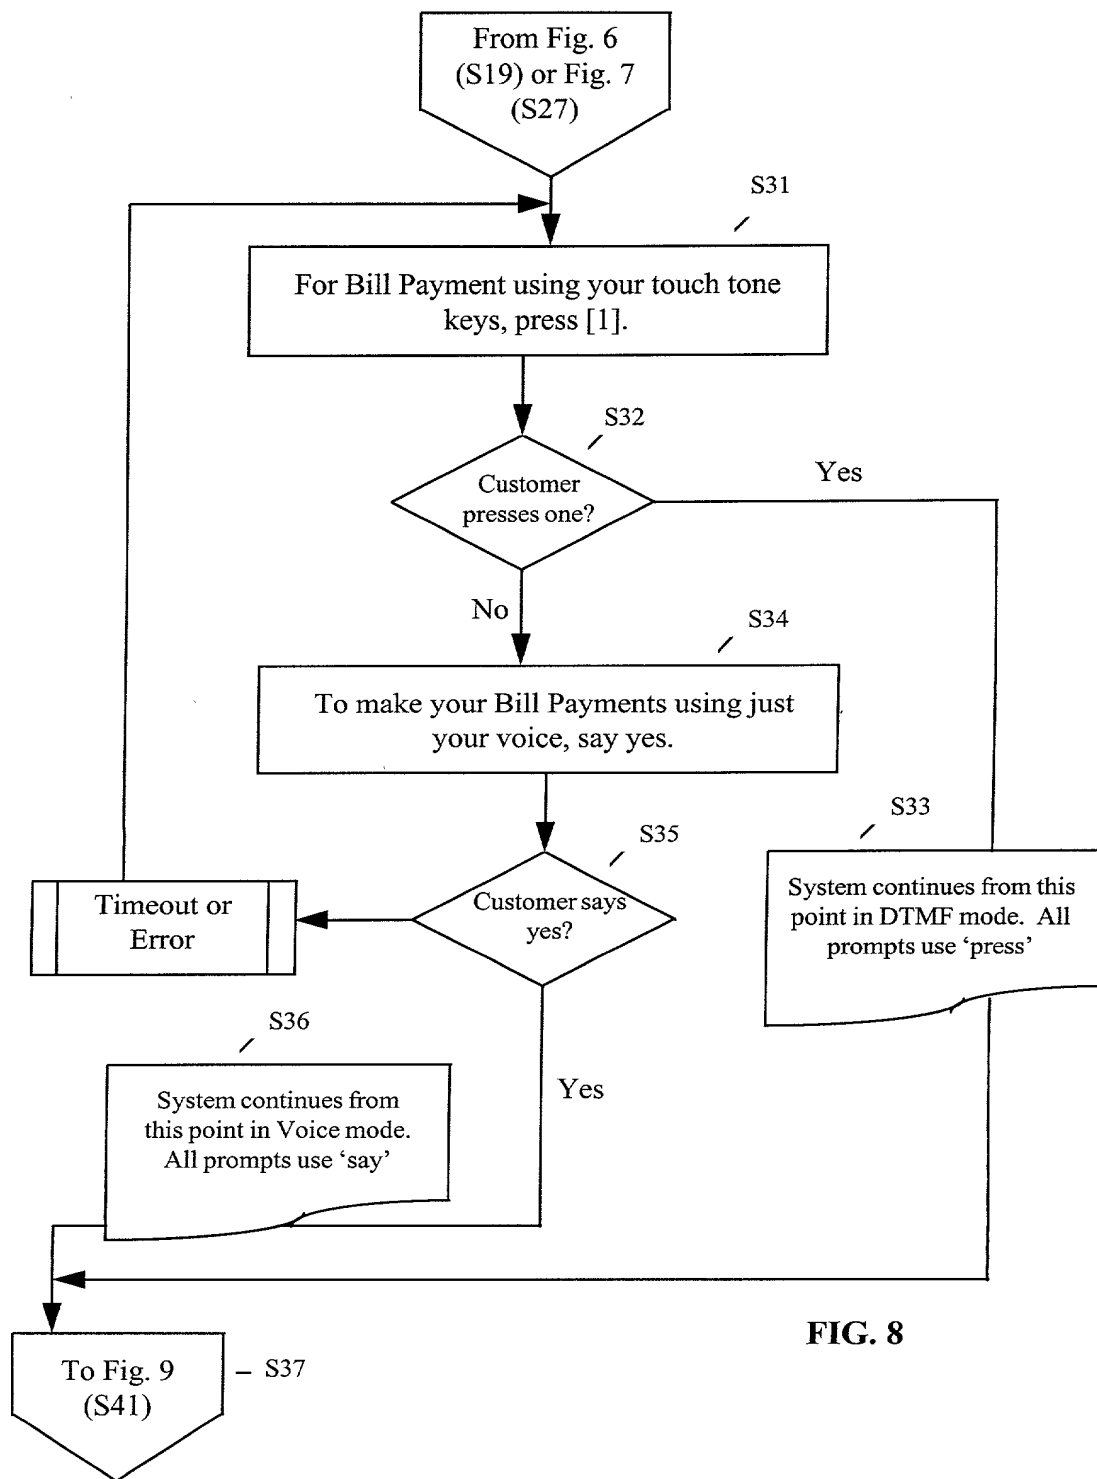 From Fig. 6
(S19) or Fig. 7
(S27)
S31
For Bill Payment using your touch tone
keys, press [1].
S32
Customer
presses one?
Yes
No
S34
To make your Bill Payments using just
your voice, say yes.
S33
System continues from this
point in DTMF mode.  All
prompts use ‘press’
S35
Customer says
yes?
Timeout or
Error
S36
System continues from
this point in Voice mode.
All prompts use ‘say’
Yes
FIG. 8
To Fig. 9
(S41)
S37